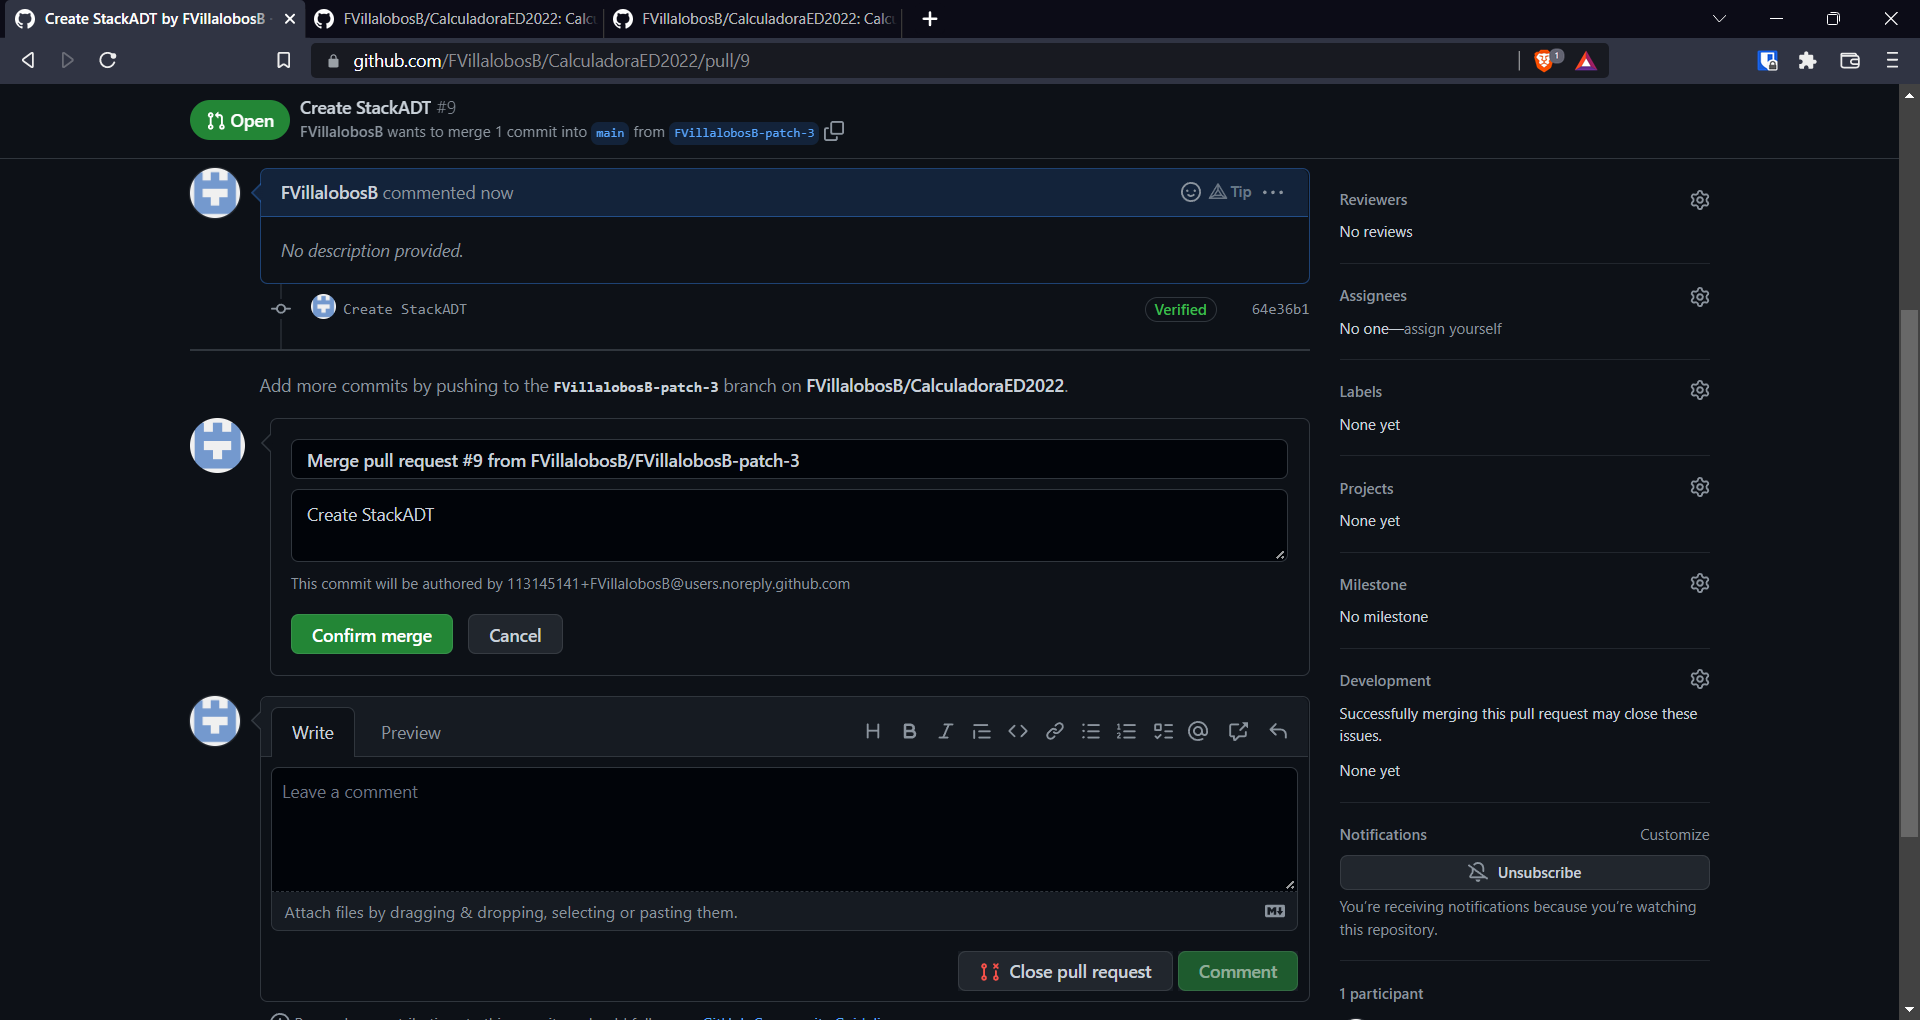 Create StackADT by FVillalobosB
FVillalobosB/CalculadoraED2022: Calc
FVillalobosB/CalculadoraED2022: Calc
github.com/FVillalobosB/CalculadoraED2022/pull/9
1
Open
Create StackADT #9
FVillalobosB wants to merge 1 commit into main from FVillalobosB-patch-3
FVillalobosB commented now
Tip
No description provided.
Create StackADT
Verified
64e36b1
Add more commits by pushing to the FVillalobosB-patch-3 branch on FVillalobosB/CalculadoraED2022.
Merge pull request #9 from FVillalobosB/FVillalobosB-patch-3
Create StackADT
This commit will be authored by 113145141+FVillalobosB@users.noreply.github.com
Confirm merge
Cancel
Write
Preview
Leave a comment
Attach files by dragging & dropping, selecting or pasting them.
Close pull request
Comment
Reviewers
No reviews
Assignees
No one—assign yourself
Labels
None yet
Projects
None yet
Milestone
No milestone
Development
Successfully merging this pull request may close these
issues.
None yet
Notifications
Customize
Unsubscribe
You're receiving notifications because you're watching
this repository.
1 participant